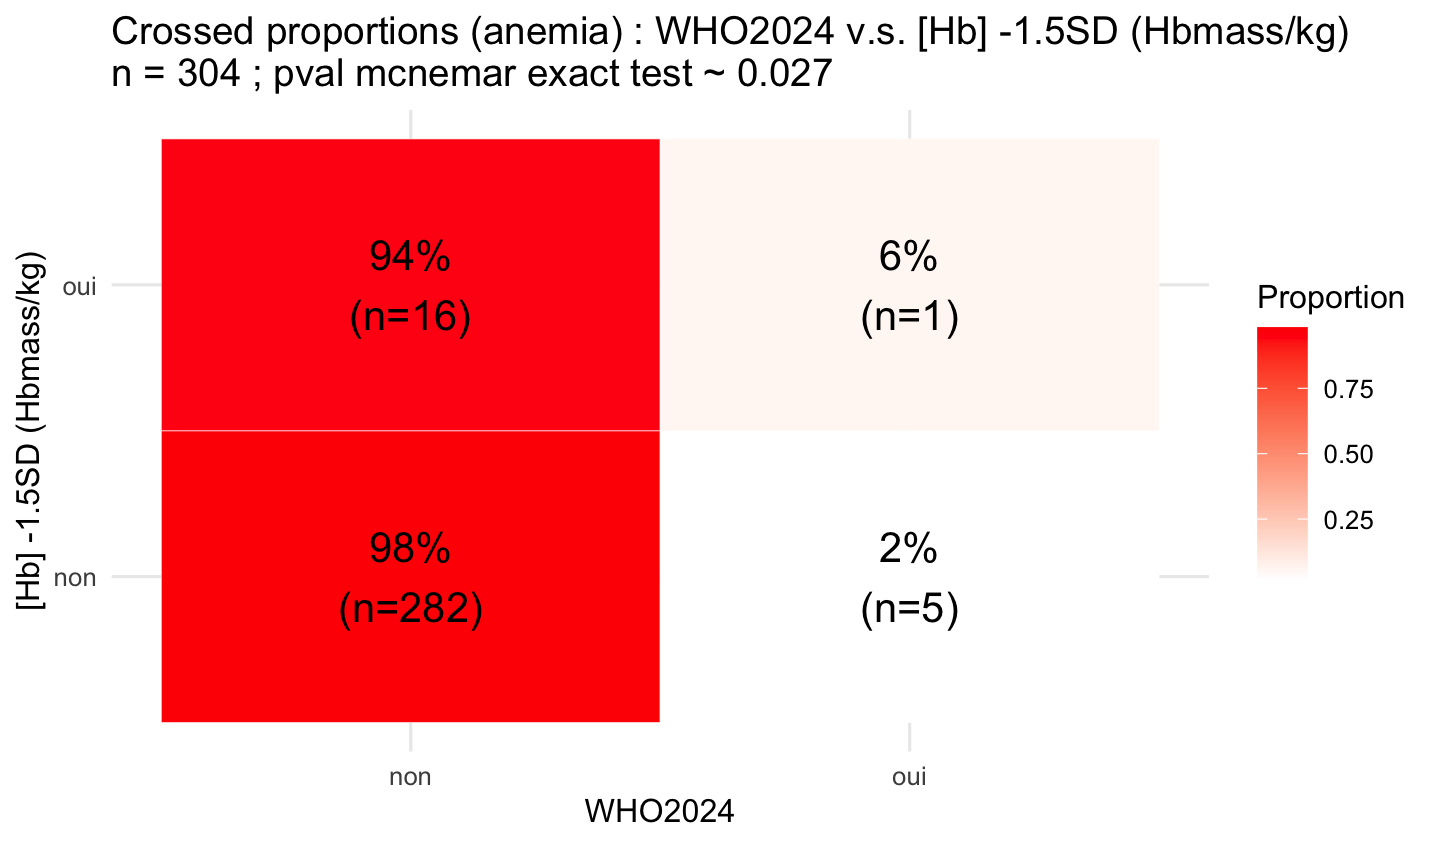 Crossed proportions (anemia) : WHO2024 v.s. [Hb] -1.5SD (Hbmass/kg)
n = 304 ; pval mcnemar exact test ~ 0.027
[Hb] -1.5SD (Hbmass/kg)
oui
94%
(n=16)
6%
(n=1)
non
98%
(n=282)
2%
(n=5)
non
oui
WHO2024
Proportion
0.75
0.50
0.25